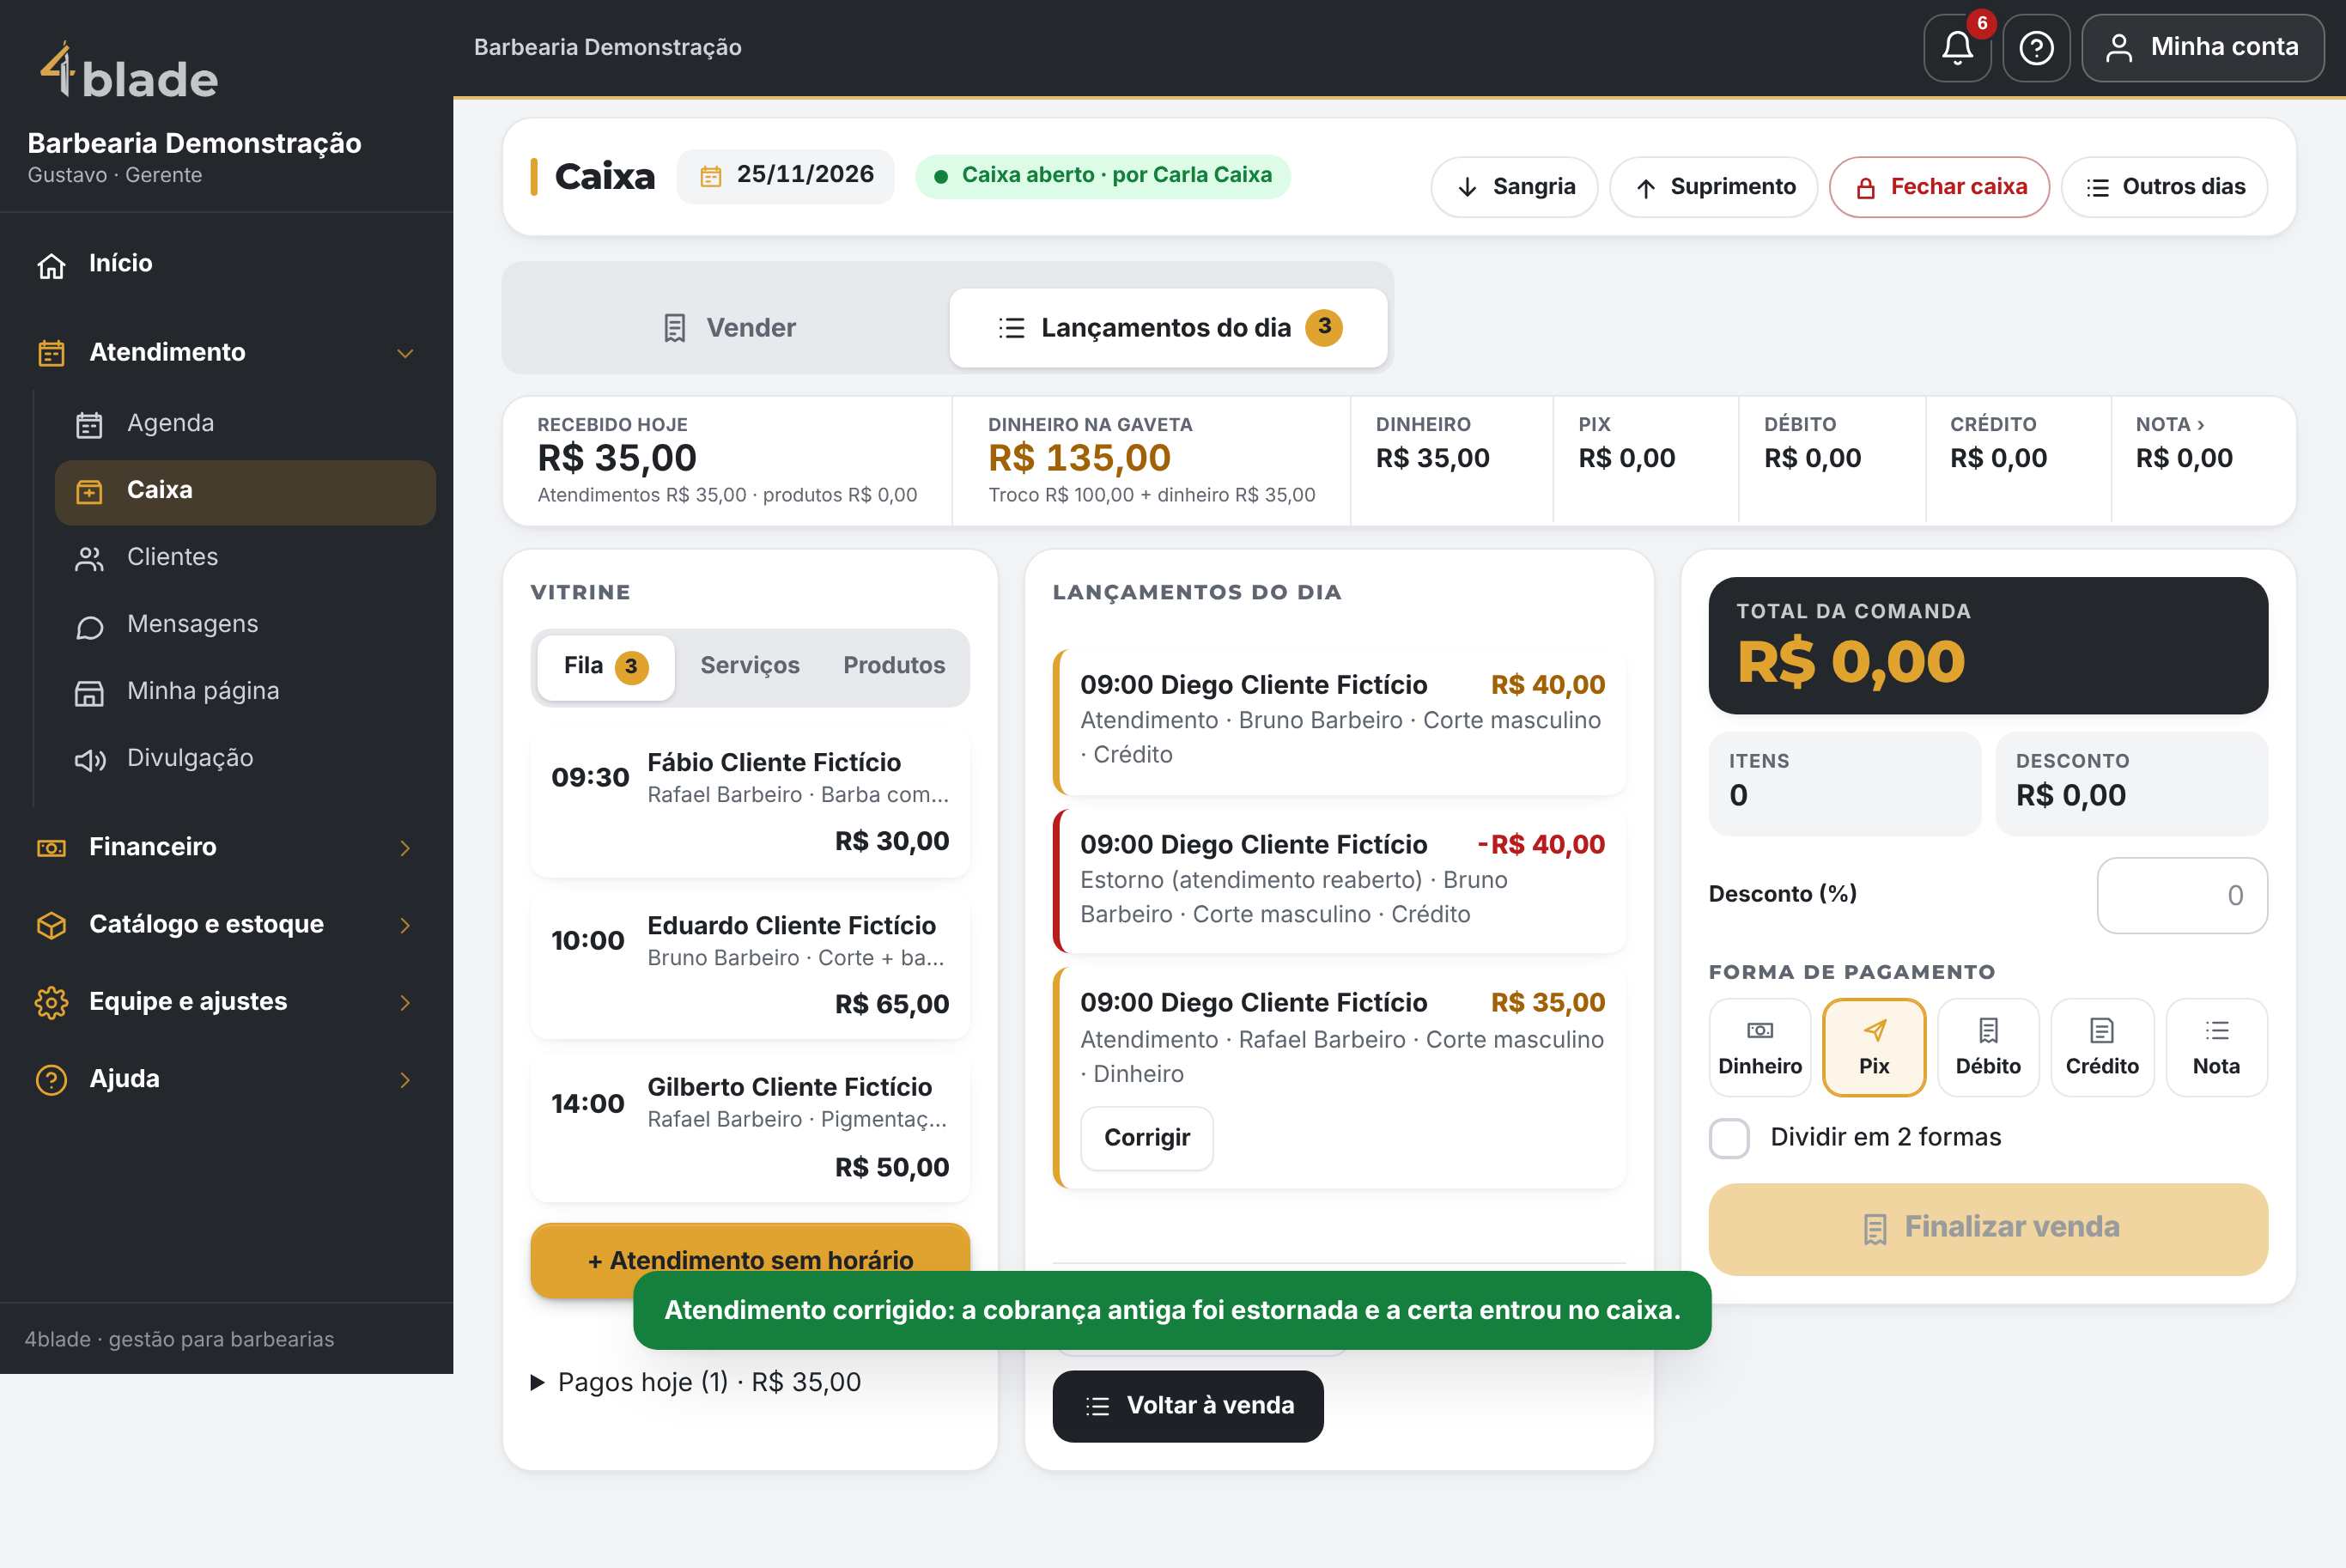 4blade
Barbearia Demonstração
Gustavo · Gerente
Início
Atendimento
Agenda
Caixa
Clientes
Mensagens
Minha página
Divulgação
Financeiro
Catálogo e estoque
Equipe e ajustes
Ajuda
4blade · gestão para barbearias
Barbearia Demonstração
6
Minha conta
Caixa
25/11/2026
Caixa aberto · por Carla Caixa
Sangria
Suprimento
Fechar caixa
Outros dias
Vender
Lançamentos do dia 3
RECEBIDO HOJE
R$ 35,00
Atendimentos R$ 35,00 · produtos R$ 0,00
DINHEIRO NA GAVETA
R$ 135,00
Troco R$ 100,00 + dinheiro R$ 35,00
DINHEIRO
R$ 35,00
PIX
R$ 0,00
DÉBITO
R$ 0,00
CRÉDITO
R$ 0,00
NOTA ›
R$ 0,00
VITRINE
Fila 3
Serviços
Produtos
09:30
Fábio Cliente Fictício
Rafael Barbeiro · Barba com...
R$ 30,00
10:00
Eduardo Cliente Fictício
Bruno Barbeiro · Corte + ba...
R$ 65,00
14:00
Gilberto Cliente Fictício
Rafael Barbeiro · Pigmentaç...
R$ 50,00
+ Atendimento sem horário
▶ Pagos hoje (1) · R$ 35,00
LANÇAMENTOS DO DIA
09:00 Diego Cliente Fictício R$ 40,00
Atendimento · Bruno Barbeiro · Corte masculino
· Crédito
09:00 Diego Cliente Fictício -R$ 40,00
Estorno (atendimento reaberto) · Bruno
Barbeiro · Corte masculino · Crédito
09:00 Diego Cliente Fictício R$ 35,00
Atendimento · Rafael Barbeiro · Corte masculino
· Dinheiro
Corrigir
Atendimento corrigido: a cobrança antiga foi estornada e a certa entrou no caixa.
Voltar à venda
TOTAL DA COMANDA
R$ 0,00
ITENS
0
DESCONTO
R$ 0,00
Desconto (%)
0
FORMA DE PAGAMENTO
Dinheiro
Pix
Débito
Crédito
Nota
Dividir em 2 formas
Finalizar venda